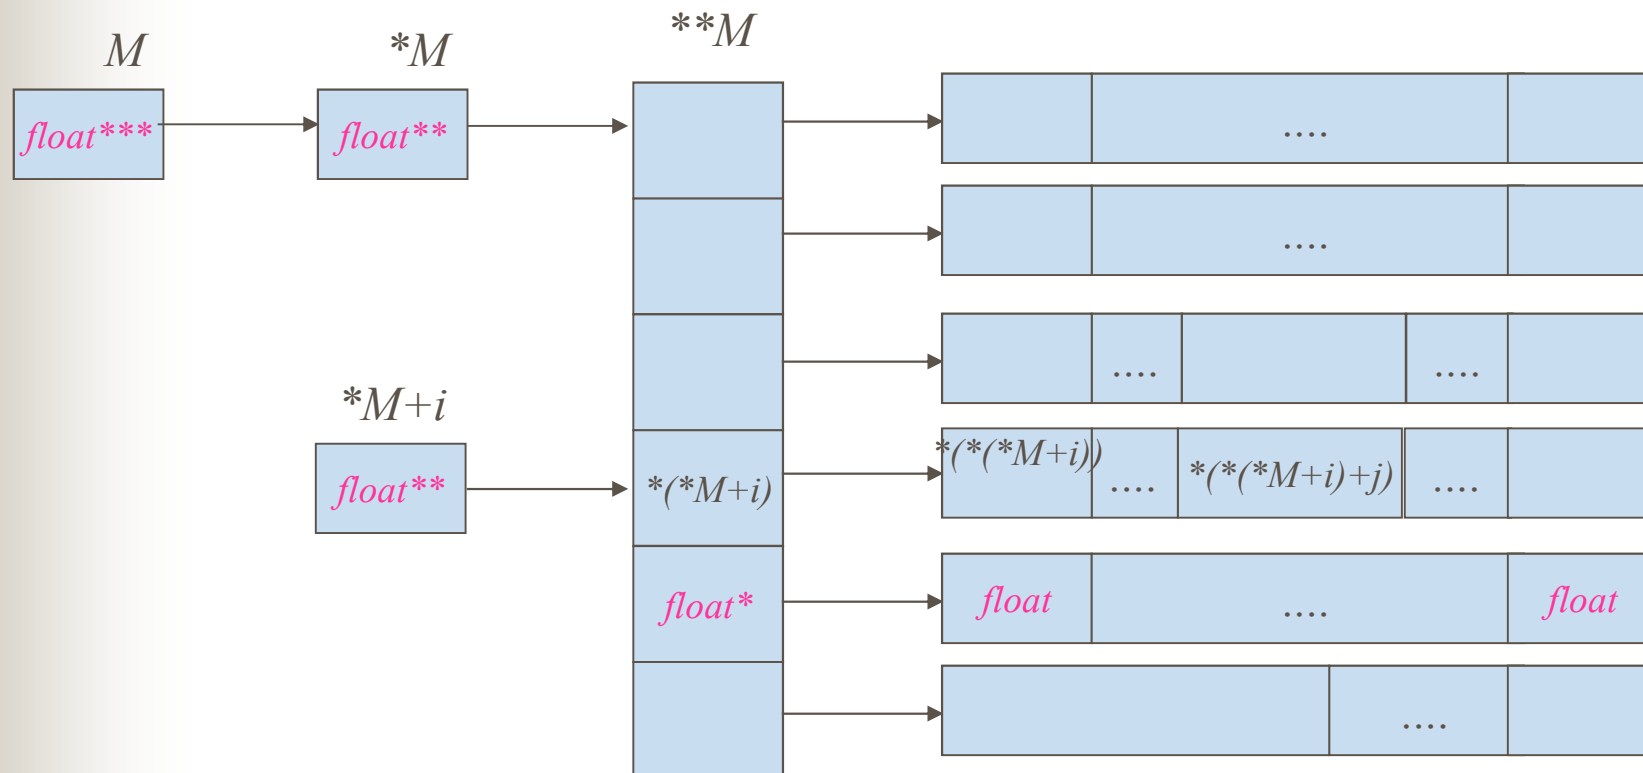 M
*M
**M
float***
float**
....
....
....
....
*M+i
float**
*(*M+i)
*(*(*M+i))
....
*(*(*M+i)+j)
....
float*
float
....
float
....